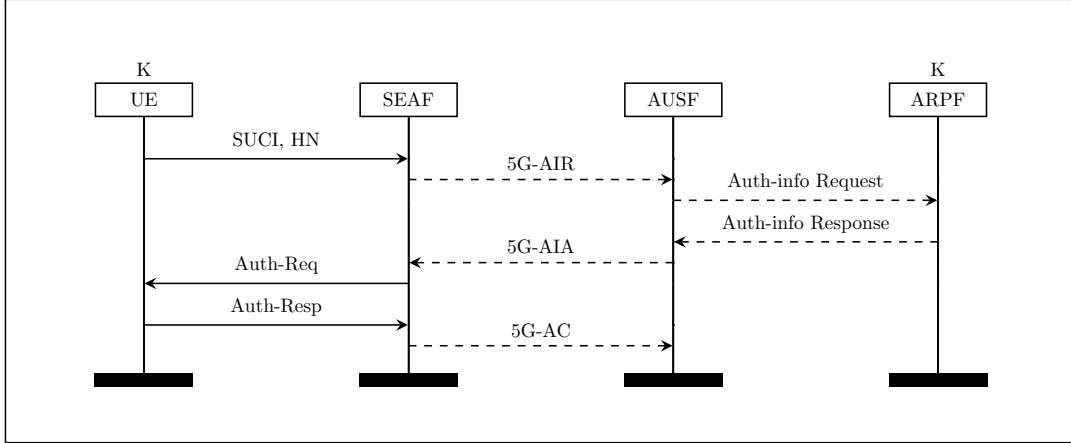 K
K
UE
SEAF
AUSF
ARPF
SUCI, HN
5G-AIR
Auth-info Request
Auth-info Response
5G-AIA
Auth-Req
Auth-Resp
5G-AC